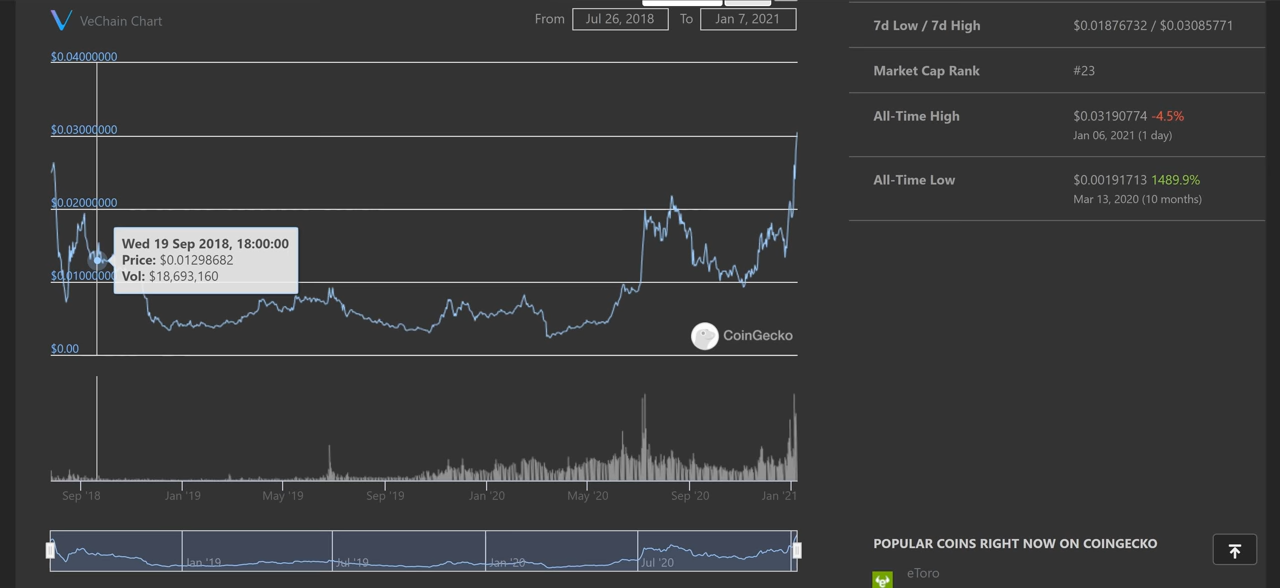 VeChain Chart
From Jul 26, 2018 To Jan 7, 2021
$0.04000000
$0.03000000
$0.02000000
$0.01000000
$0.00
Wed 19 Sep 2018, 18:00:00
Price: $0.01298682
Vol: $18,693,160
CoinGecko
Sep '18 Jan '19 May '19 Sep '19 Jan '20 May '20 Sep '20 Jan '21
Jan '19 Jul '19 Jan '20 Jul '20
7d Low / 7d High $0.01876732 / $0.03085771
Market Cap Rank #23
All-Time High $0.03190774 -4.5%
Jan 06, 2021 (1 day)
All-Time Low $0.00191713 1489.9%
Mar 13, 2020 (10 months)
POPULAR COINS RIGHT NOW ON COINGECKO
eToro